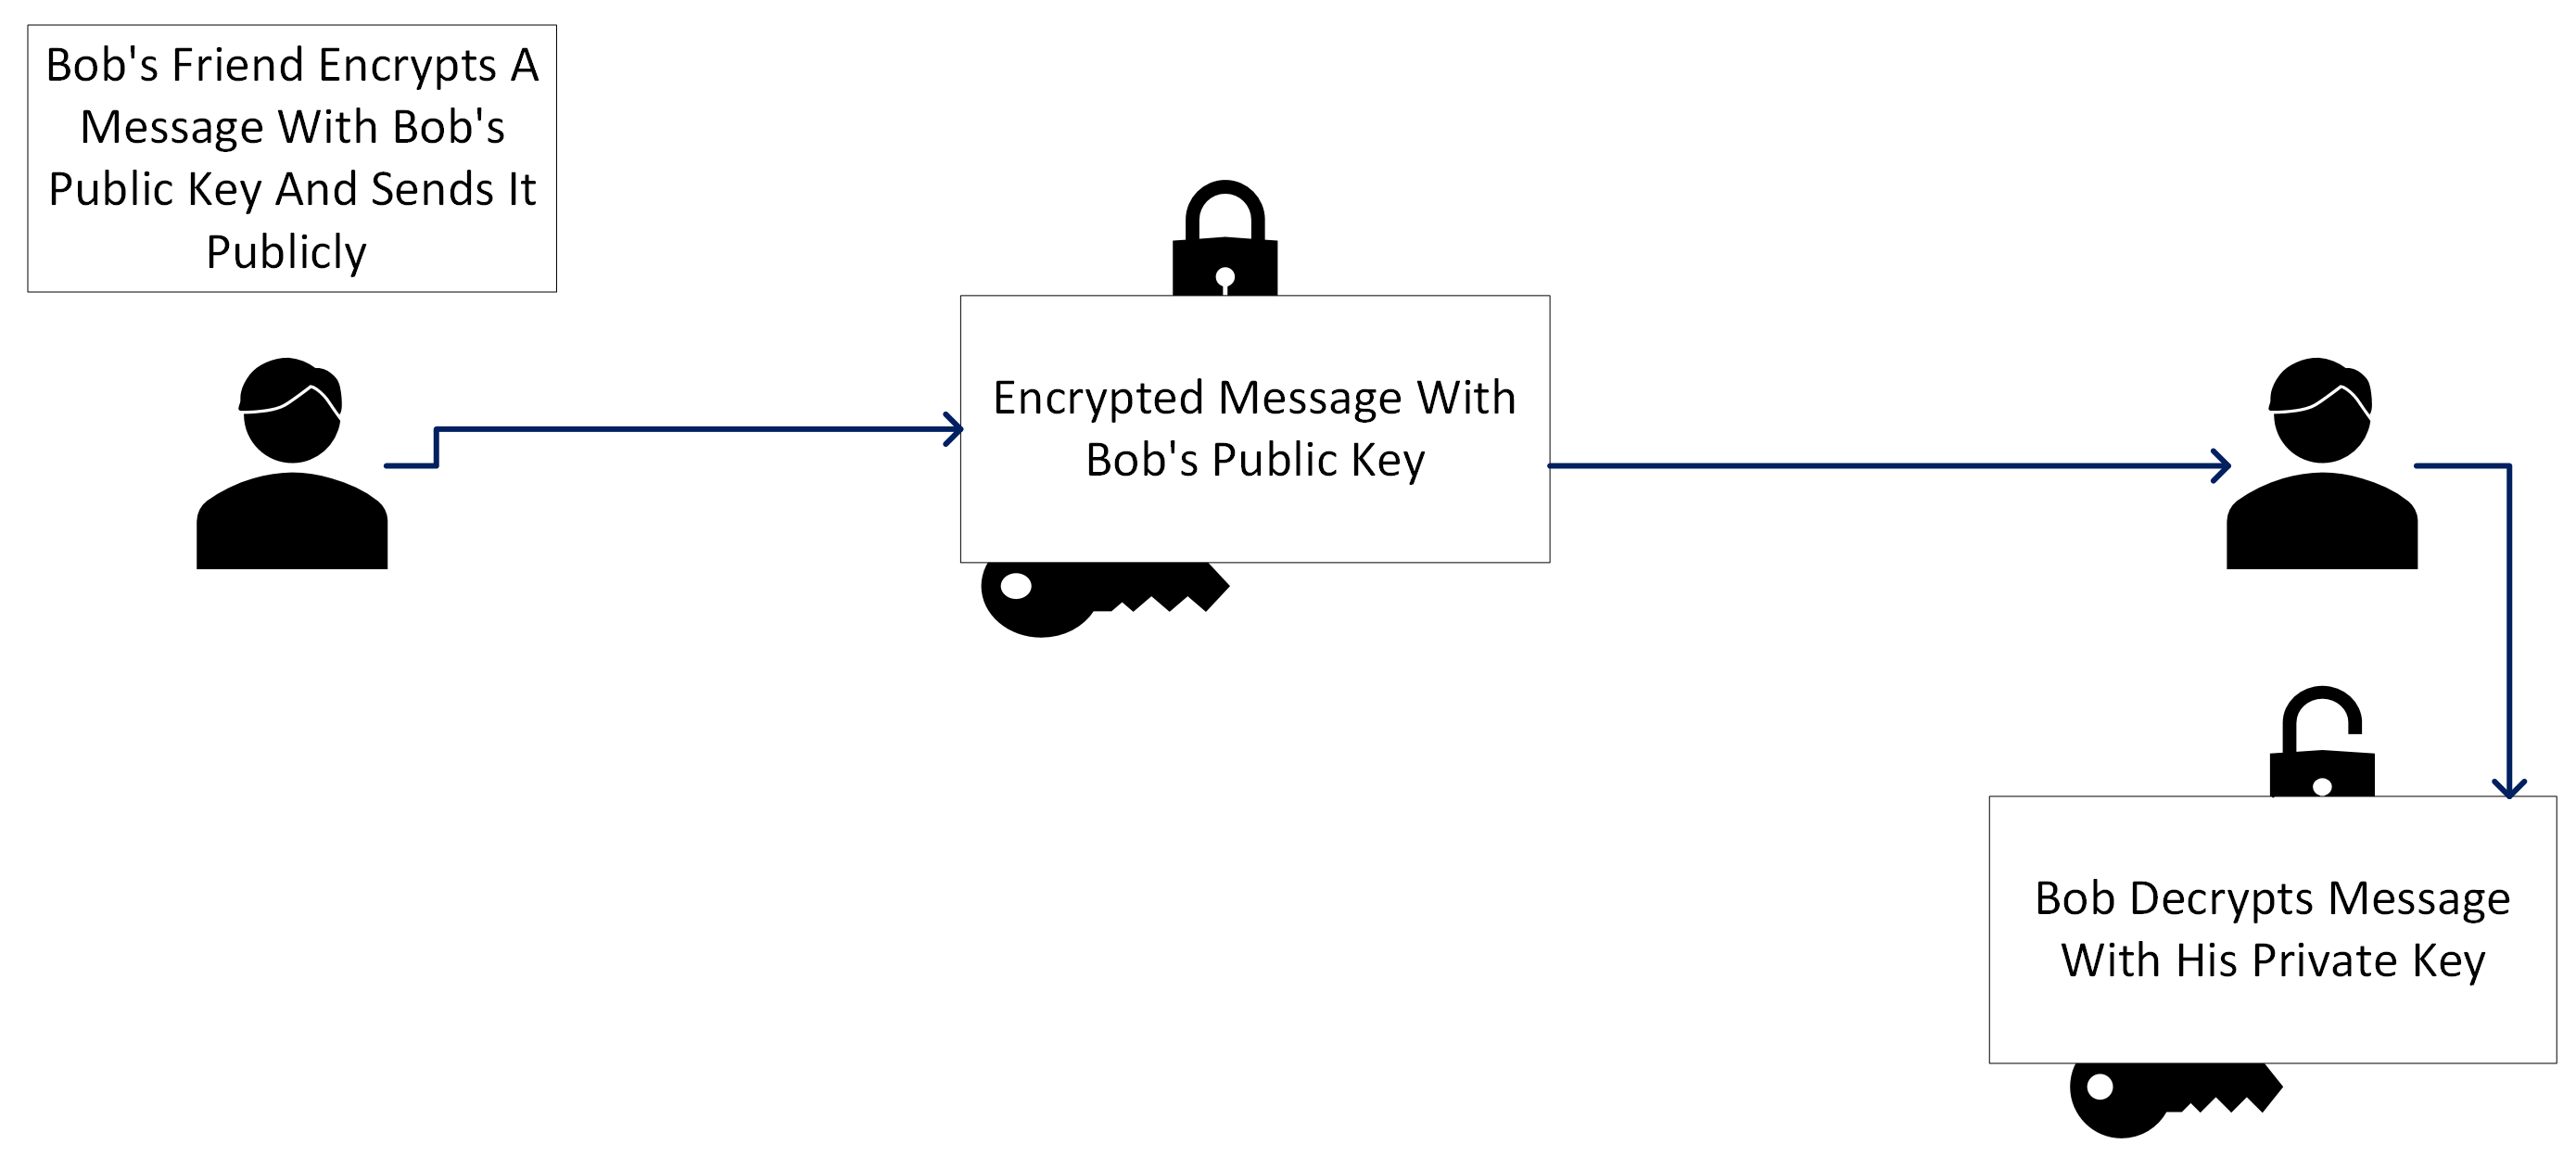 Bob's Friend Encrypts A
Message With Bob's
Public Key And Sends It
Publicly
Encrypted Message With
Bob's Public Key
Bob Decrypts Message
With His Private Key